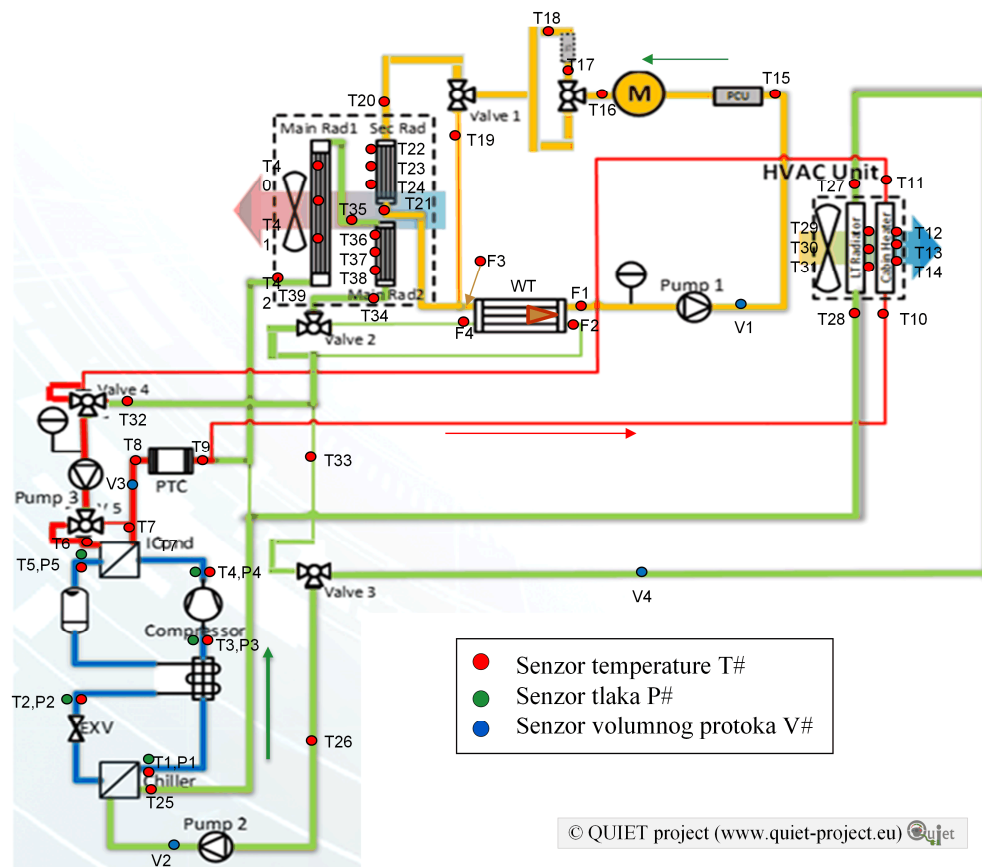 T18
T17
T15
PCU
T16
M
Valve 1
T20
T19
Main Rad1
Sec Rad
T22
T23
T24
T21
T4
0
T4
1
T35
T36
T37
T38
T4
2
T39
Main Rad2
T34
Valve 2
F3
WT
F1
F2
F4
Pump 1
V1
HVAC Unit
T27
T11
T29
T30
T31
LT Radiator
Cabin Heater
T12
T13
T14
T28
T10
Valve 4
T32
T8
T9
T33
PTC
V3
Pump 3
V 5
T7
T6
ICond
T7
T5,P5
T4,P4
Valve 3
V4
Compressor
T3,P3
T2,P2
EXV
T26
T1,P1
Chiller
T25
Pump 2
V2
Senzor temperature T#
Senzor tlaka P#
Senzor volumnog protoka V#
© QUIET project (www.quiet-project.eu) Quiet